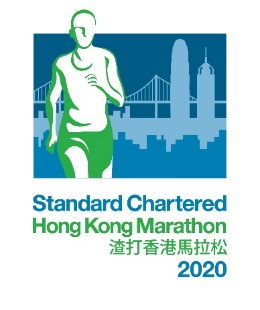 Standard Chartered
Hong Kong Marathon
渣打香港馬拉松
2020